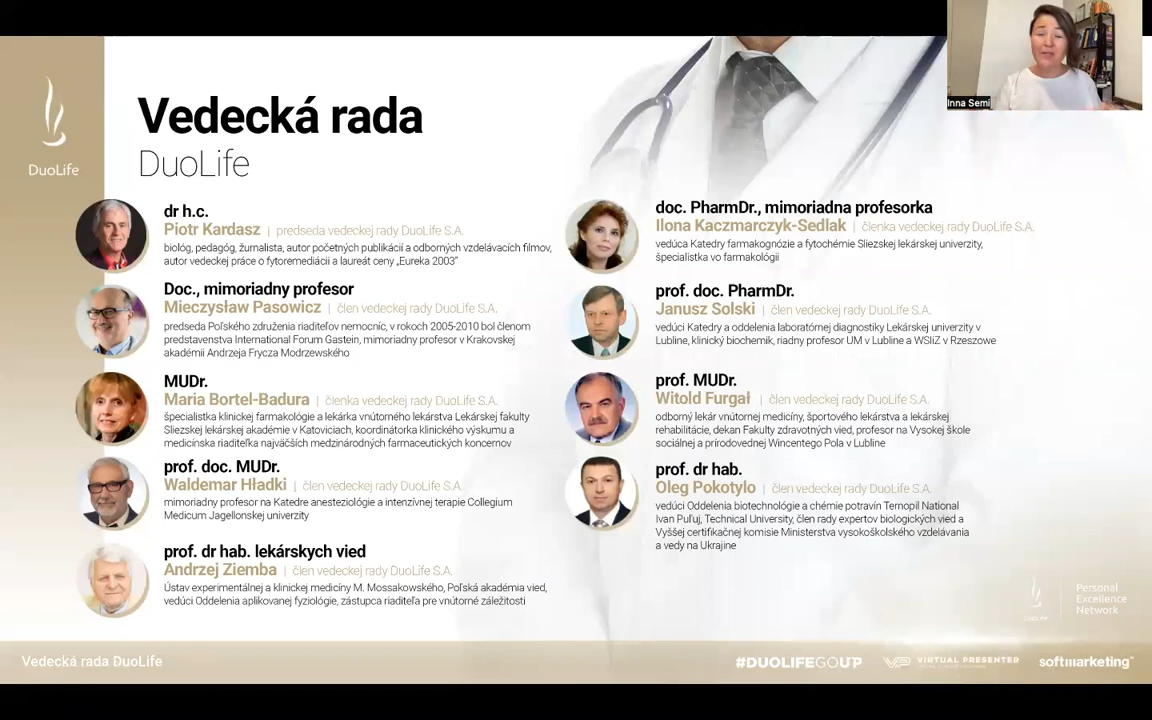 Inna Semi
DuoLife
Vedecká rada
DuoLife
dr h.c.
Piotr Kardasz | predseda vedeckej rady DuoLife S.A.
biológ, pedagóg, žurnalista, autor početných publikácií a odborných vzdelávacích filmov,
autor vedeckej práce o fytoremediácii a laureát ceny „Eureka 2003"
Doc., mimoriadny profesor
Mieczysław Pasowicz | člen vedeckej rady DuoLife S.A.
predseda Poľského združenia riaditeľov nemocníc, v rokoch 2005-2010 bol členom
predstavenstva International Forum Gastein, mimoriadny profesor v Krakovskej
akadémii Andrzeja Frycza Modrzewského
MUDr.
Maria Bortel-Badura | členka vedeckej rady DuoLife S.A.
špecialistka klinickej farmakológie a lekárka vnútorného lekárstva Lekárskej fakulty
Sliezskej lekárskej akadémie v Katoviciach, koordinátorka klinického výskumu a
medicínska riaditeľka najväčších medzinárodných farmaceutických koncernov
prof. doc. MUDr.
Waldemar Hładki | člen vedeckej rady DuoLife S.A.
mimoriadny profesor na Katedre anesteziológie a intenzívnej terapie Collegium
Medicum Jagellonskej univerzity
prof. dr hab. lekárskych vied
Andrzej Ziemba | člen vedeckej rady DuoLife S.A.
Ústav experimentálnej a klinickej medicíny M. Mossakowského, Poľská akadémia vied,
vedúci Oddelenia aplikovanej fyziológie, zástupca riaditeľa pre vnútorné záležitosti
doc. PharmDr., mimoriadna profesorka
Ilona Kaczmarczyk-Sedlak | členka vedeckej rady DuoLife S.A.
vedúca Katedry farmakognózie a fytochémie Sliezskej lekárskej univerzity,
špecialistka vo farmakológii
prof. doc. PharmDr.
Janusz Solski | člen vedeckej rady DuoLife S.A.
vedúci Katedry a oddelenia laboratórnej diagnostiky Lekárskej univerzity v
Lubline, klinický biochemik, riadny profesor UM v Lubline a WSIiZ v Rzeszowe
prof. MUDr.
Witold Furgał | člen vedeckej rady DuoLife S.A.
odborný lekár vnútornej medicíny, športového lekárstva a lekárskej
rehabilitácie, dekan Fakulty zdravotných vied, profesor na Vysokej škole
sociálnej a prírodovednej Wincentego Pola v Lubline
prof. dr hab.
Oleg Pokotylo | člen vedeckej rady DuoLife S.A.
vedúci Oddelenia biotechnológie a chémie potravín Ternopil National
Ivan Puľuj, Technical University, člen rady expertov biologických vied a
Vyššej certifikačnej komisie Ministerstva vysokoškolského vzdelávania
a vedy na Ukrajine
DuoLife
Personal
Excellence
Network
Vedecká rada DuoLife
#DUOLIFEGOUP
VP VIRTUAL PRESENTER
softmarketing™